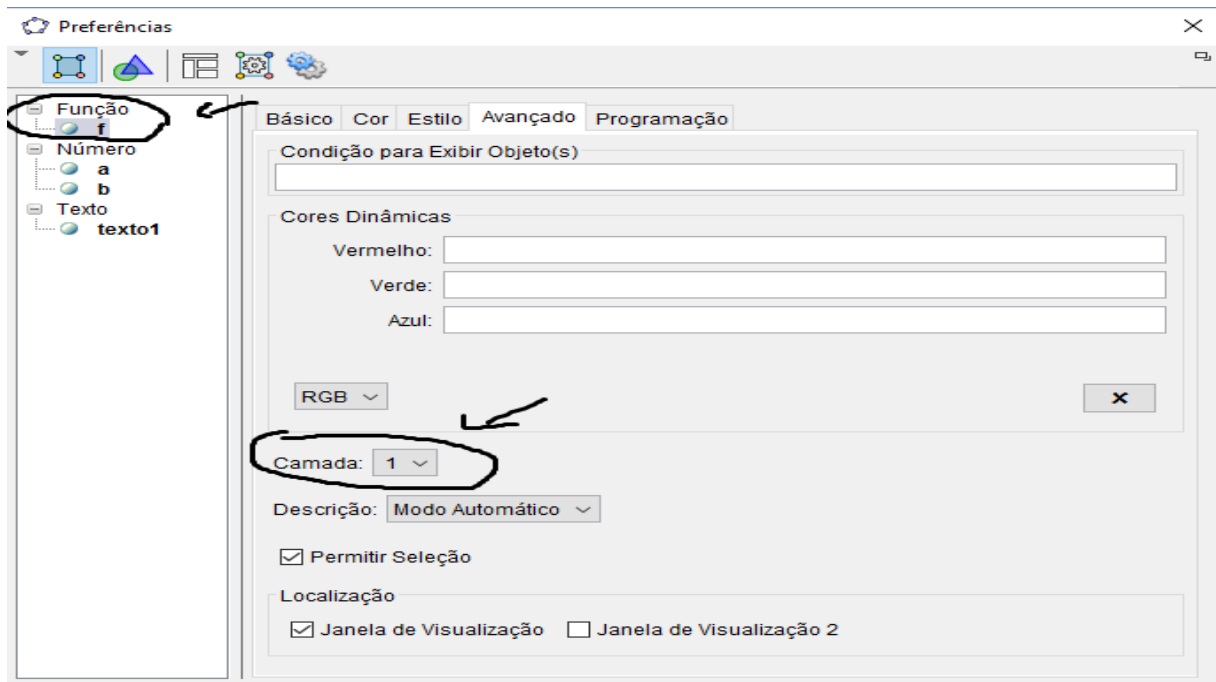 Preferências
Função
f
Número
a
b
Texto
texto1
Básico Cor Estilo Avançado Programação
Condição para Exibir Objeto(s)
Cores Dinâmicas
Vermelho:
Verde:
Azul:
RGB
Camada: 1
Descrição: Modo Automático
Permitir Seleção
Localização
Janela de Visualização Janela de Visualização 2